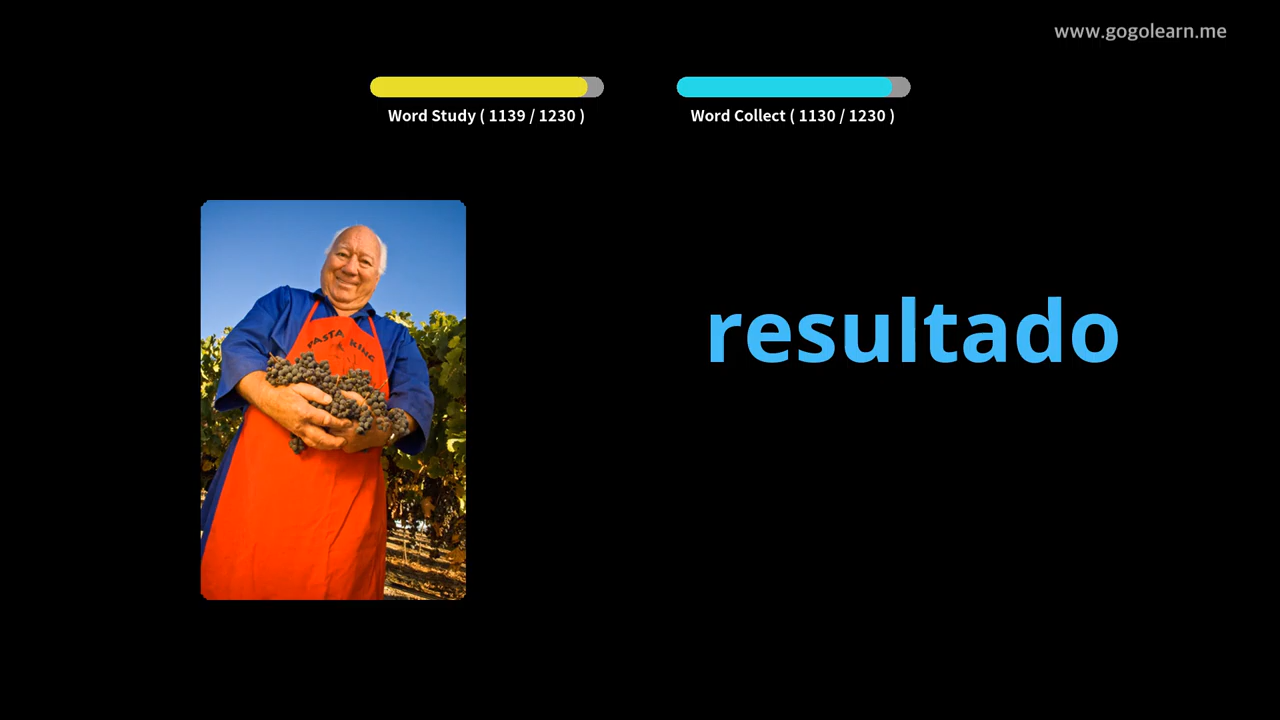 www.gogolearn.me
Word Study ( 1139 / 1230 )
Word Collect ( 1130 / 1230 )
PASTA KING
resultado